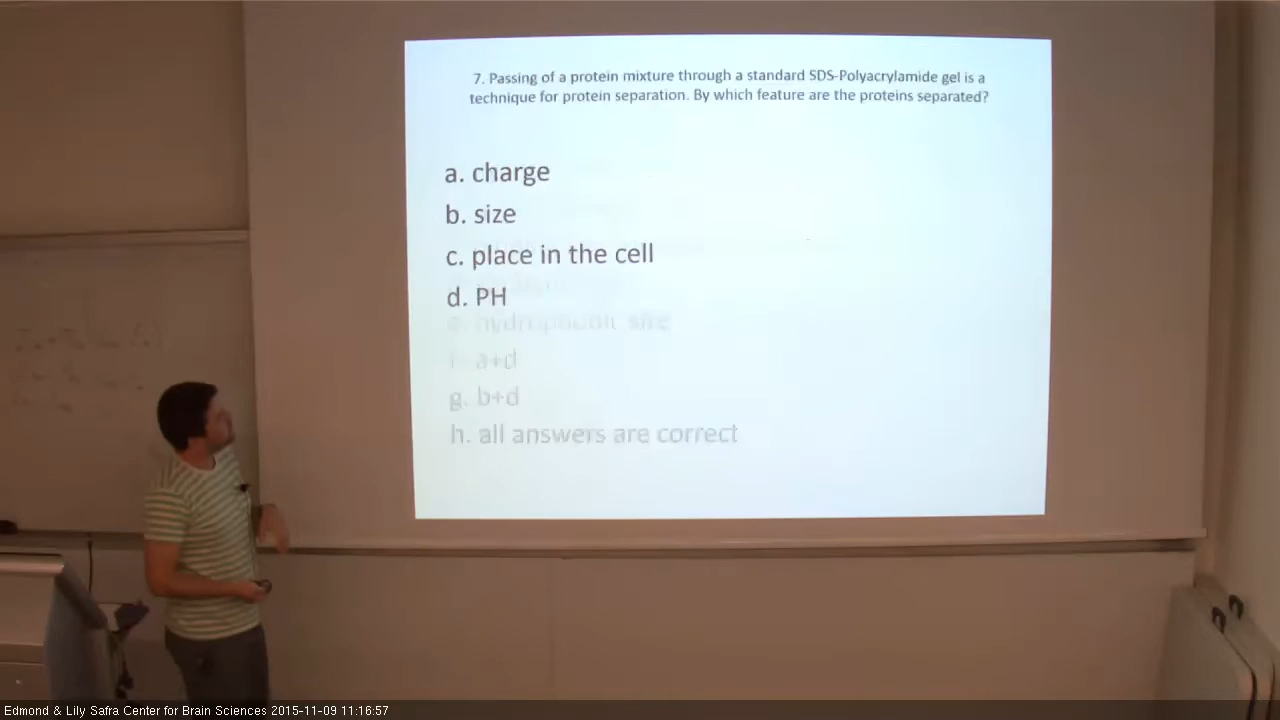 7. Passing of a protein mixture through a standard SDS-Polyacrylamide gel is a
technique for protein separation. By which feature are the proteins separated?
a. charge
b. size
c. place in the cell
d. PH
e. hydrophobic site
f. a+d
g. b+d
h. all answers are correct
Edmond & Lily Safra Center for Brain Sciences 2015-11-09 11:16:57